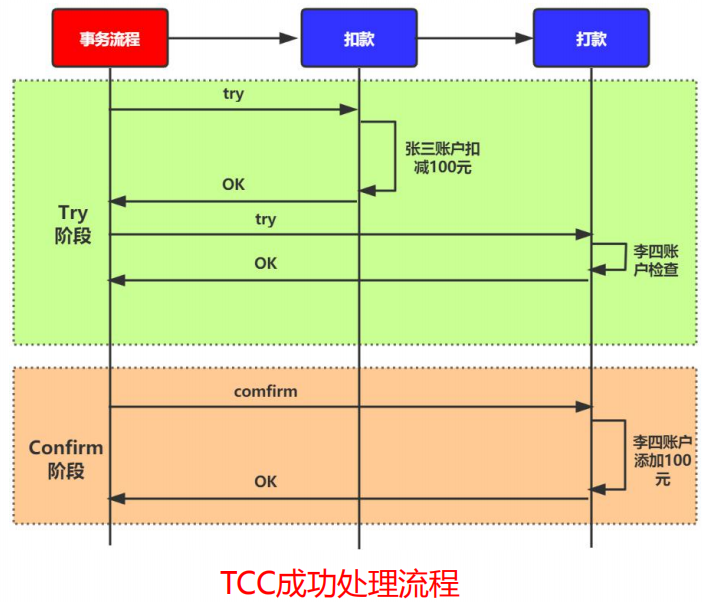 事务流程
扣款
打款
try
张三账户扣
减100元
OK
Try
阶段
try
李四账
户检查
OK
comfirm
Confirm
阶段
李四账户
添加100
元
OK
TCC成功处理流程